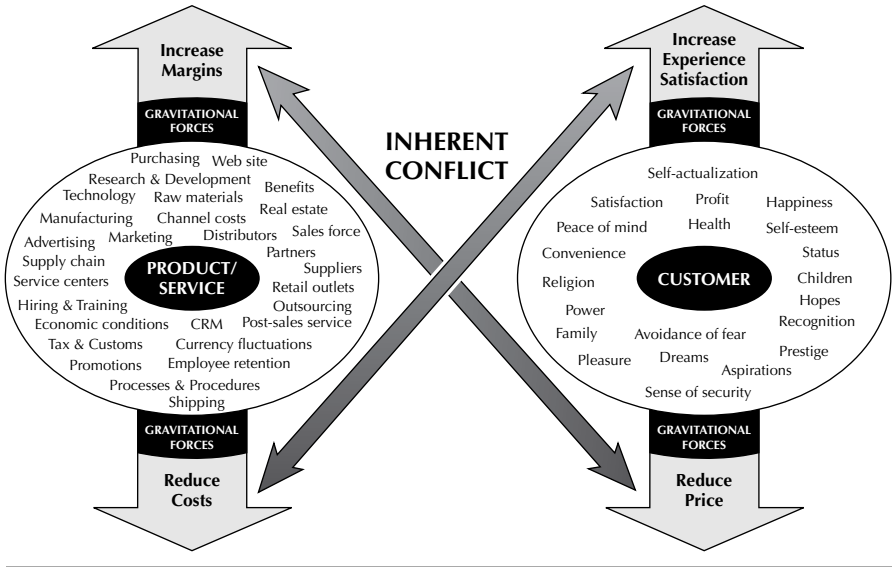 Increase
Margins
GRAVITATIONAL
FORCES
Purchasing Web site
Research & Development Benefits
Technology Raw materials
Manufacturing Channel costs Real estate
Advertising Marketing Distributors Sales force
Supply chain Partners
Service centers Suppliers
PRODUCT/
SERVICE
Retail outlets
Hiring & Training Outsourcing
Economic conditions CRM Post-sales service
Tax & Customs Currency fluctuations
Promotions Employee retention
Processes & Procedures
Shipping
GRAVITATIONAL
FORCES
Reduce
Costs
INHERENT
CONFLICT
Increase
Experience
Satisfaction
GRAVITATIONAL
FORCES
Self-actualization
Satisfaction Profit Happiness
Peace of mind Health Self-esteem
Convenience Status
Religion CUSTOMER Children
Hopes
Power Recognition
Family Avoidance of fear
Pleasure Dreams Prestige
Aspirations
Sense of security
GRAVITATIONAL
FORCES
Reduce
Price